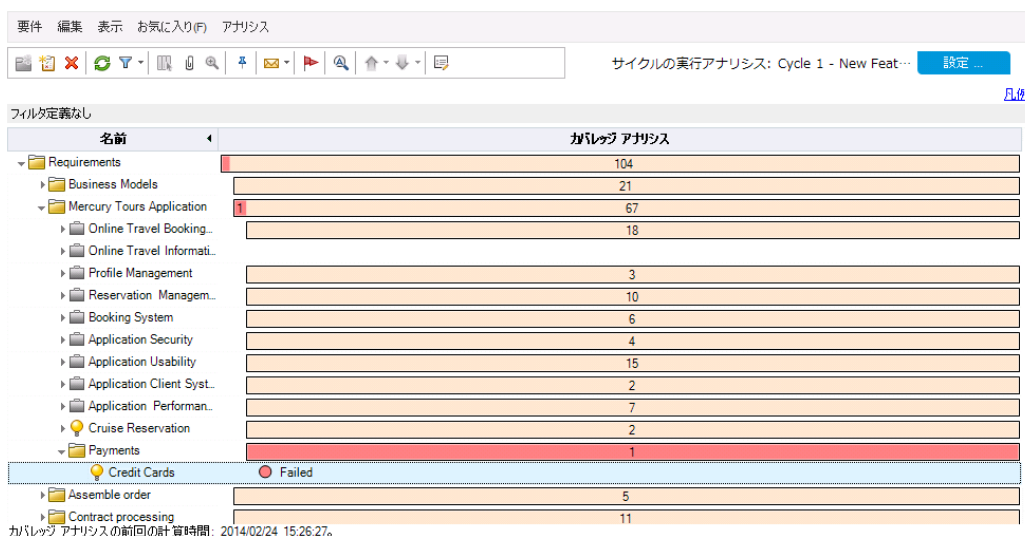 要件 編集 表示 お気に入り(F) アナリシス
サイクルの実行アナリシス: Cycle 1 - New Feat… 設定 ...
凡例
フィルタ定義なし
名前 カバレッジ アナリシス
Requirements 104
Business Models 21
Mercury Tours Application 1 67
Online Travel Booking... 18
Online Travel Informati...
Profile Management 3
Reservation Managem... 10
Booking System 6
Application Security 4
Application Usability 15
Application Client Syst... 2
Application Performan... 7
Cruise Reservation 2
Payments 1
Credit Cards Failed
Assemble order 5
Contract processing 11
カバレッジ アナリシスの前回の計算時間: 2014/02/24 15:26:27。